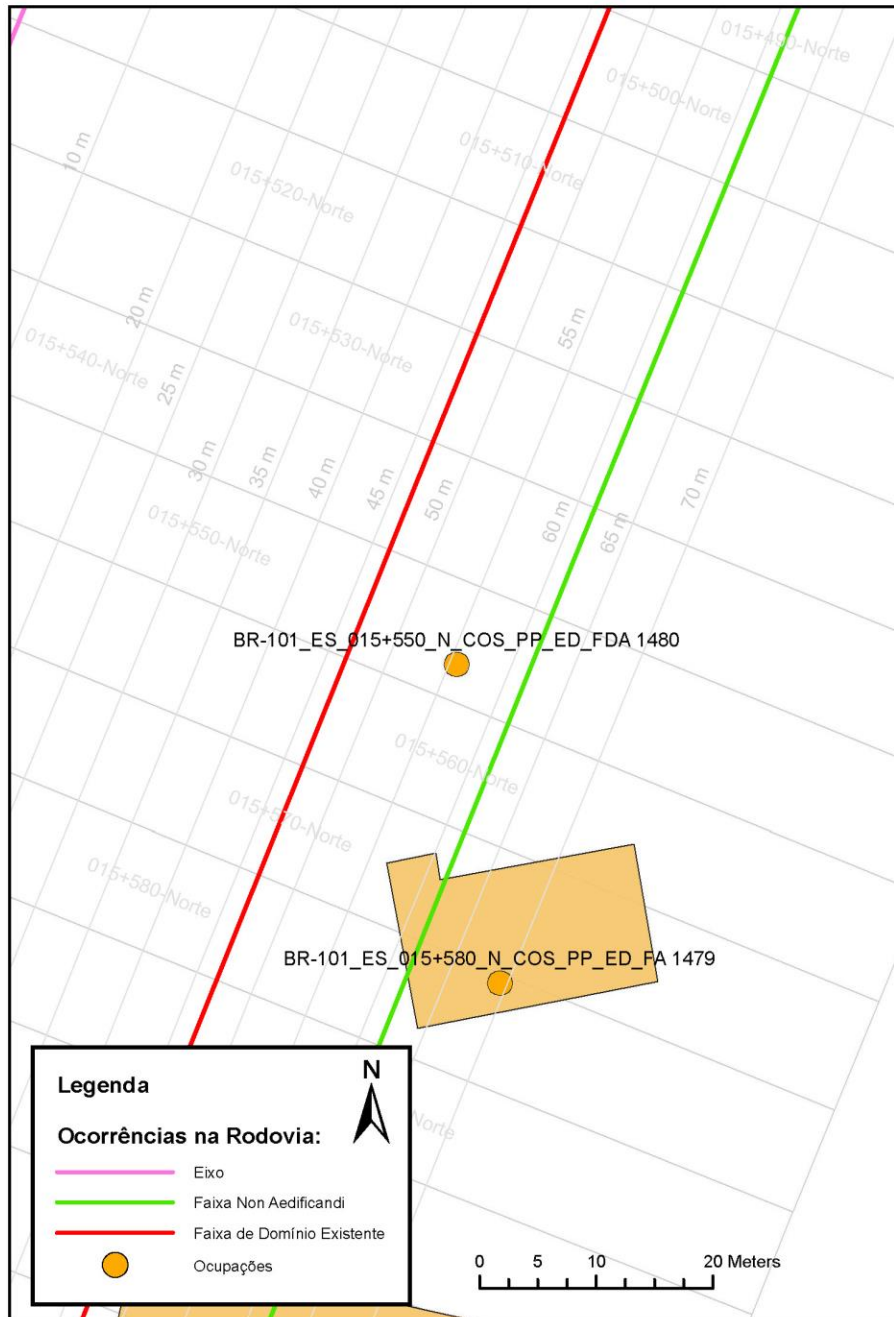 015+490-Norte
015+500-Norte
10 m
015+510-Norte
015+520-Norte
20 m
015+530-Norte
55 m
015+540-Norte
25 m
30 m
35 m
40 m
45 m
50 m
70 m
015+550-Norte
60 m
65 m
BR-101_ES_015+550_N_COS_PP_ED_FDA 1480
015+560-Norte
015+570-Norte
015+580-Norte
BR-101_ES_015+580_N_COS_PP_ED_FA 1479
Norte
N
Legenda
Ocorrências na Rodovia:
Eixo
Faixa Non Aedificandi
Faixa de Domínio Existente
Ocupações
0 5 10 20 Meters